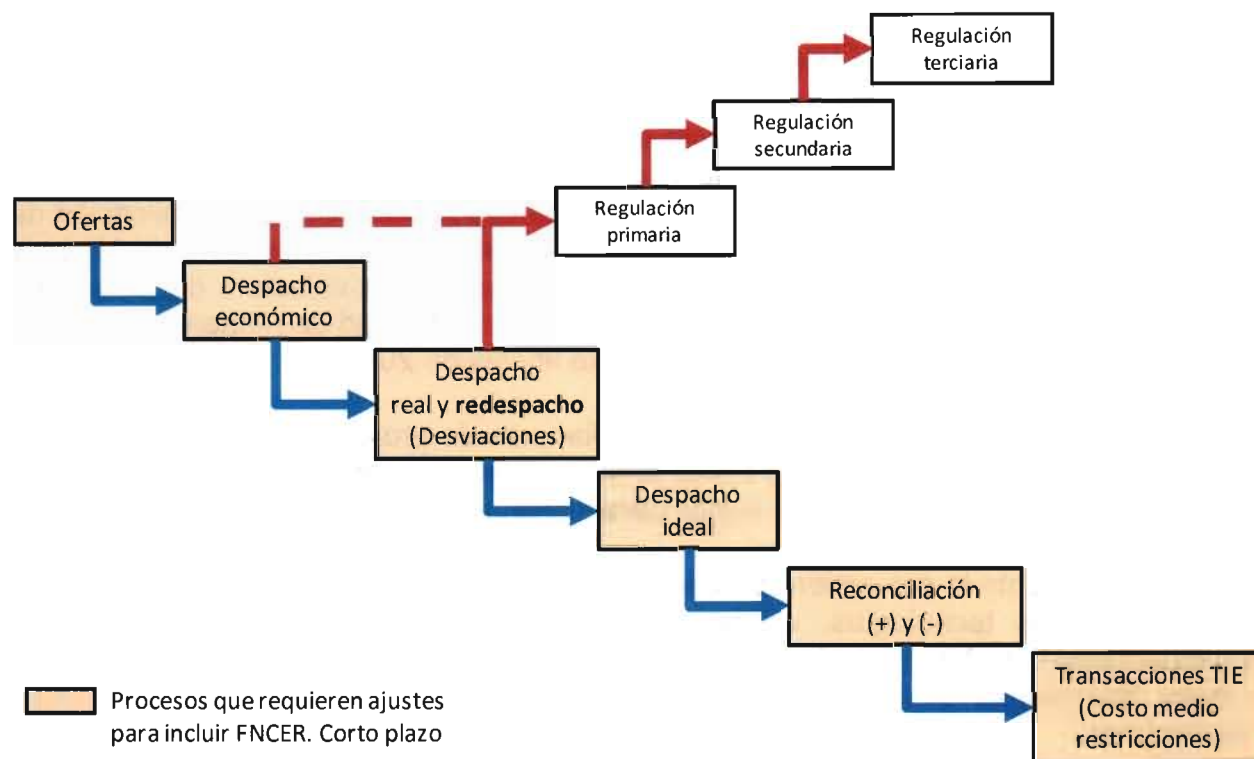 Regulación
terciaria
Regulación
secundaria
Regulación
primaria
Ofertas
Despacho
económico
Despacho
real y redespacho
(Desviaciones)
Despacho
ideal
Reconciliación
(+) y (-)
Transacciones TIE
(Costo medio
restricciones)
Procesos que requieren ajustes
para incluir FNCER. Corto plazo